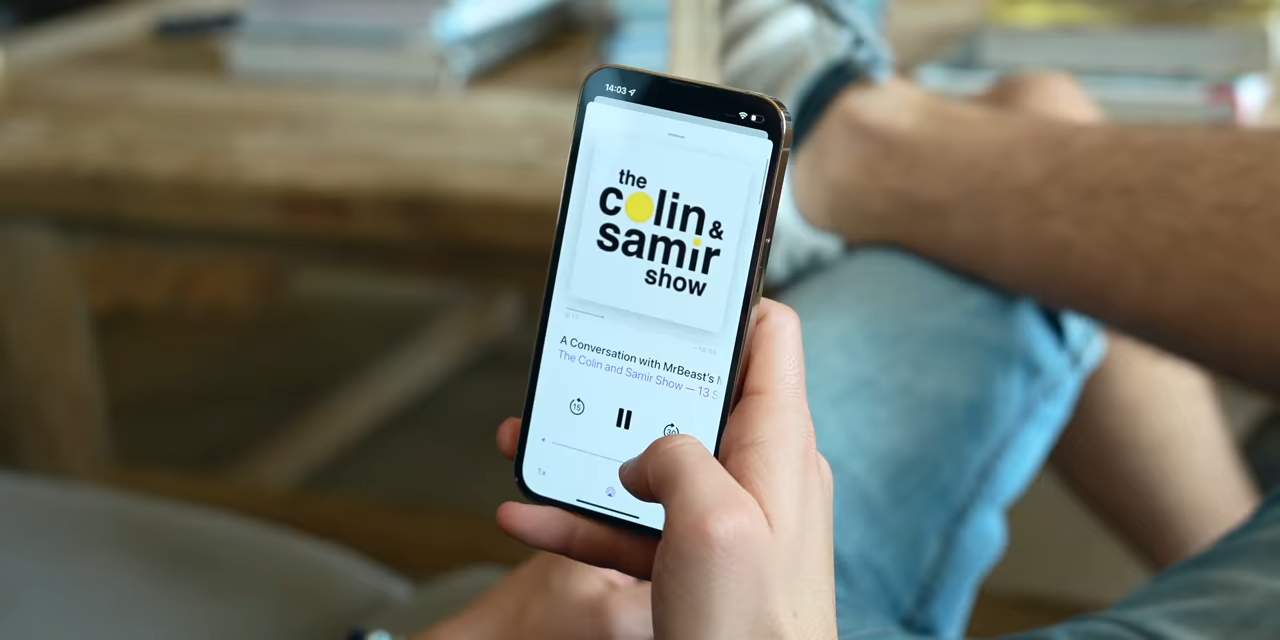 14:03
the
colin &
samir
show
A Conversation with MrBeast's
The Colin and Samir Show — 13 S
15
30
1x